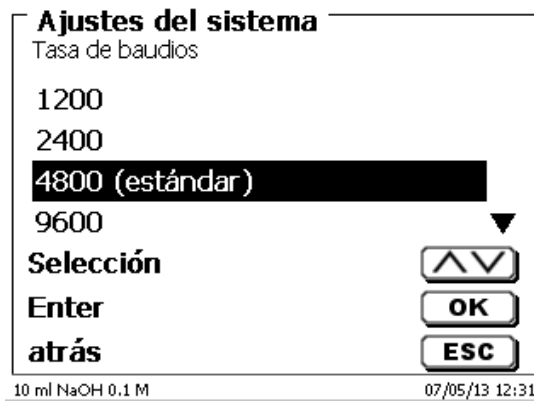 Ajustes del sistema
Tasa de baudios
1200
2400
4800 (estándar)
9600
Selección
Enter OK
atrás ESC
10 ml NaOH 0.1 M 07/05/13 12:31